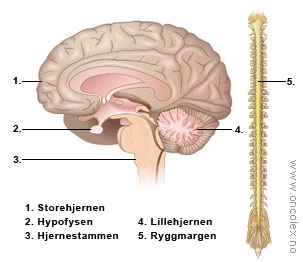 1.
2.
3.
4.
5.
1. Storehjernen
2. Hypofysen
3. Hjernestammen
4. Lillehjernen
5. Ryggmargen
www.oncolex.no